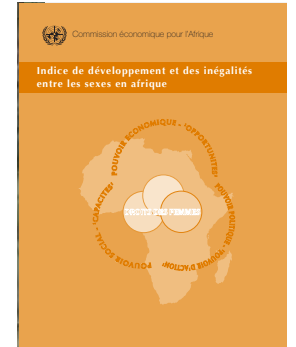 Commission économique pour l'Afrique
Indice de développement et des inégalités
entre les sexes en afrique
POUVOIR ÉCONOMIQUE - "OPPORTUNITÉS"
POUVOIR POLITIQUE - "POUVOIR D'ACTION"
POUVOIR SOCIAL - "CAPACITÉS"